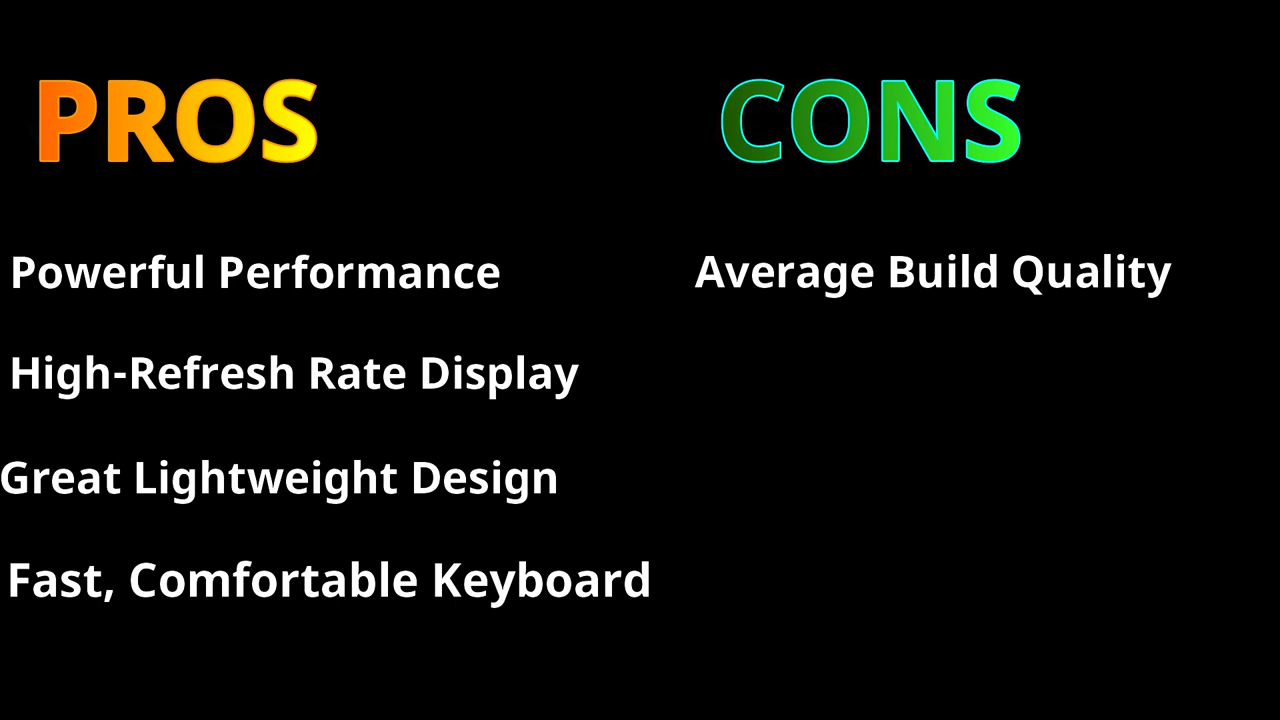 PROS
Powerful Performance
High-Refresh Rate Display
Great Lightweight Design
Fast, Comfortable Keyboard
CONS
Average Build Quality